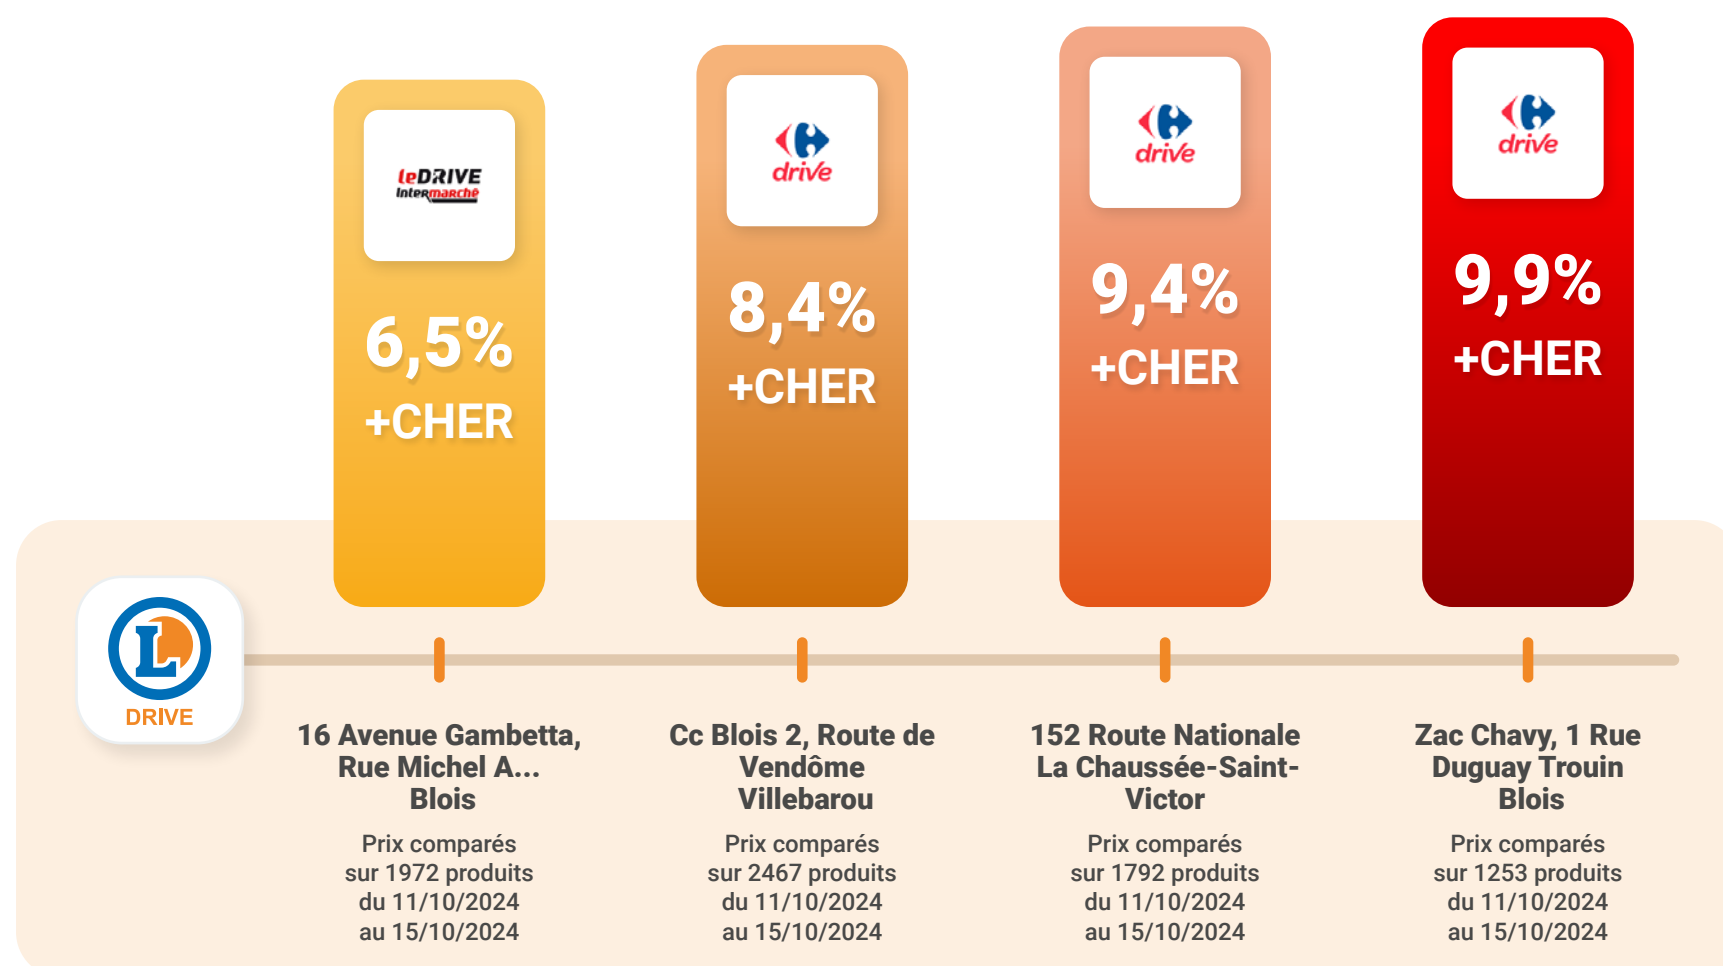 leDRIVE
Intermarché
6,5%
+CHER
drive
8,4%
+CHER
drive
9,4%
+CHER
drive
9,9%
+CHER
L
DRIVE
16 Avenue Gambetta,
Rue Michel A...
Blois
Prix comparés
sur 1972 produits
du 11/10/2024
au 15/10/2024
Cc Blois 2, Route de
Vendôme
Villebarou
Prix comparés
sur 2467 produits
du 11/10/2024
au 15/10/2024
152 Route Nationale
La Chaussée-Saint-
Victor
Prix comparés
sur 1792 produits
du 11/10/2024
au 15/10/2024
Zac Chavy, 1 Rue
Duguay Trouin
Blois
Prix comparés
sur 1253 produits
du 11/10/2024
au 15/10/2024